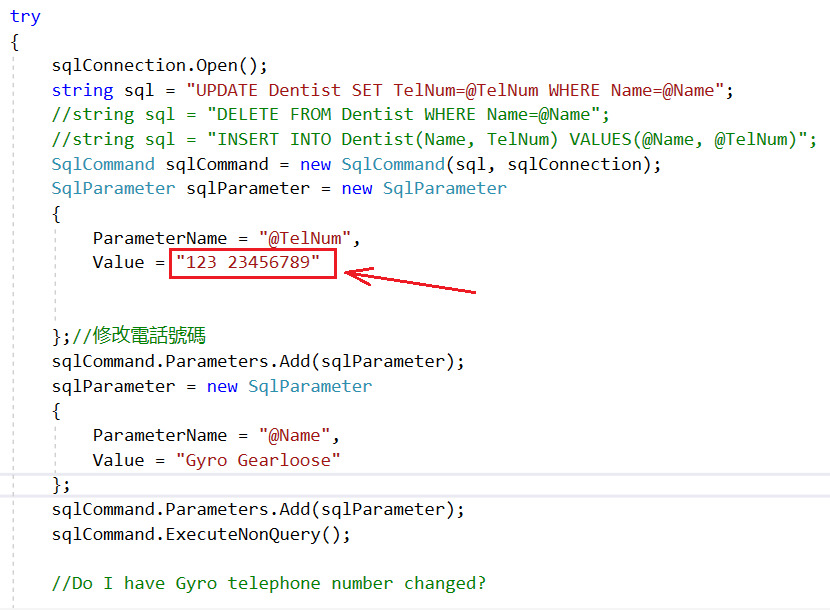 try
{
sqlConnection.Open();
string sql = "UPDATE Dentist SET TelNum=@TelNum WHERE Name=@Name";
//string sql = "DELETE FROM Dentist WHERE Name=@Name";
//string sql = "INSERT INTO Dentist(Name, TelNum) VALUES(@Name, @TelNum)";
SqlCommand sqlCommand = new SqlCommand(sql, sqlConnection);
SqlParameter sqlParameter = new SqlParameter
{
ParameterName = "@TelNum",
Value = "123 23456789"
};//修改電話號碼
sqlCommand.Parameters.Add(sqlParameter);
sqlParameter = new SqlParameter
{
ParameterName = "@Name",
Value = "Gyro Gearloose"
};
sqlCommand.Parameters.Add(sqlParameter);
sqlCommand.ExecuteNonQuery();
//Do I have Gyro telephone number changed?